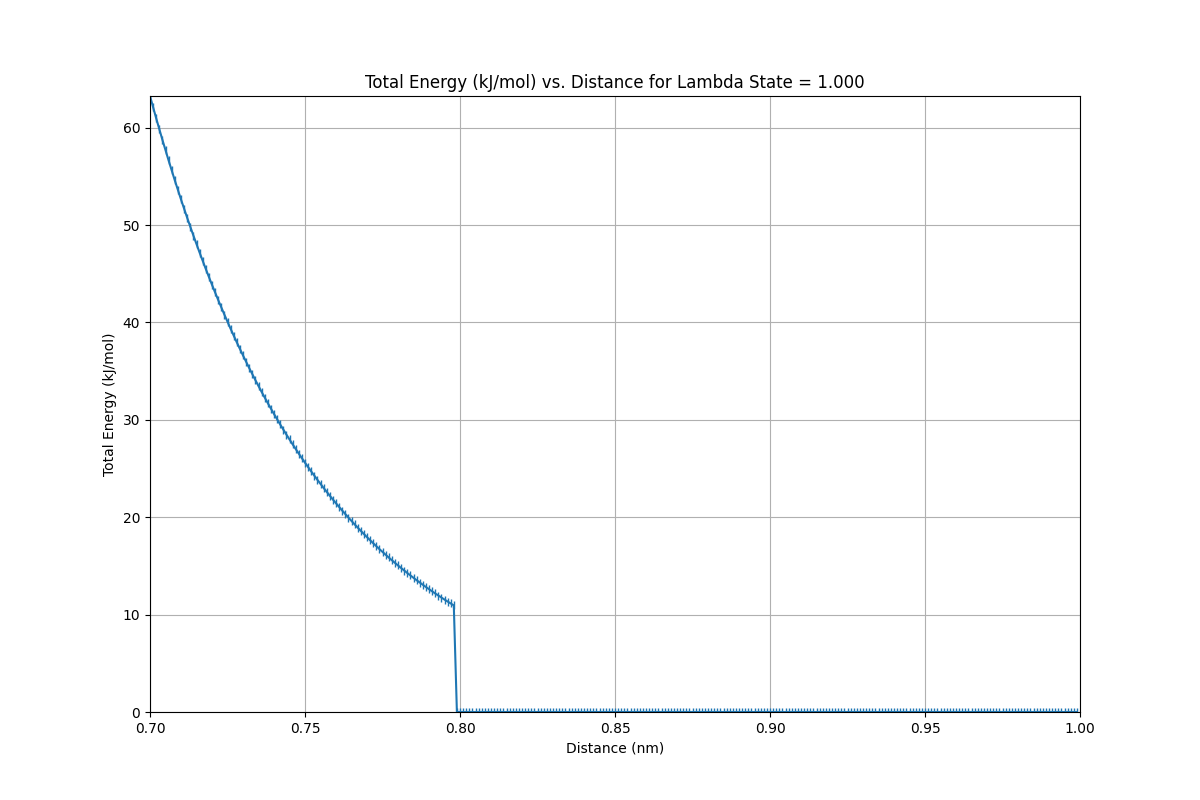 Total Energy (kJ/mol) vs. Distance for Lambda State = 1.000
60
50
40
30
20
10
0
Total Energy (kJ/mol)
0.70 0.75 0.80 0.85 0.90 0.95 1.00
Distance (nm)